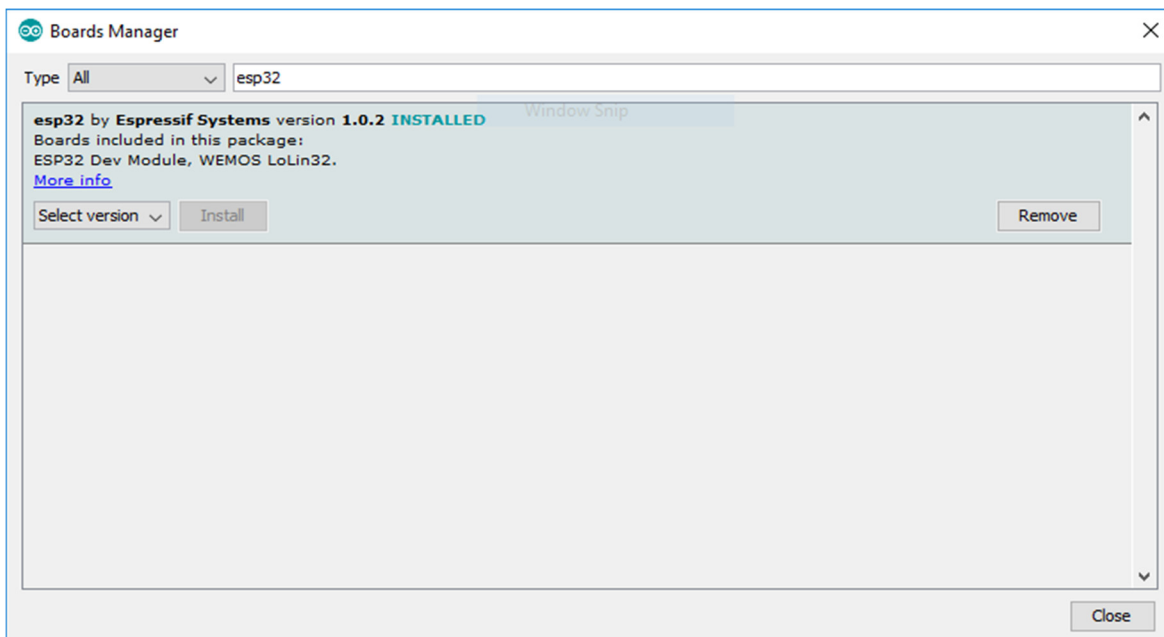 Boards Manager
Type All esp32
Window Snip
esp32 by Espressif Systems version 1.0.2 INSTALLED
Boards included in this package:
ESP32 Dev Module, WEMOS LoLin32.
More info
Select version Install Remove
Close